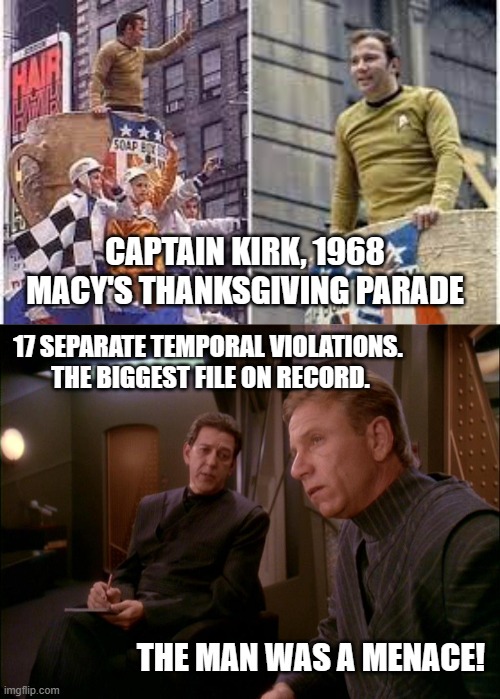 HAIR
SOAP BOX
CAPTAIN KIRK, 1968
MACY'S THANKSGIVING PARADE
17 SEPARATE TEMPORAL VIOLATIONS.
THE BIGGEST FILE ON RECORD.
THE MAN WAS A MENACE!
imgflip.com